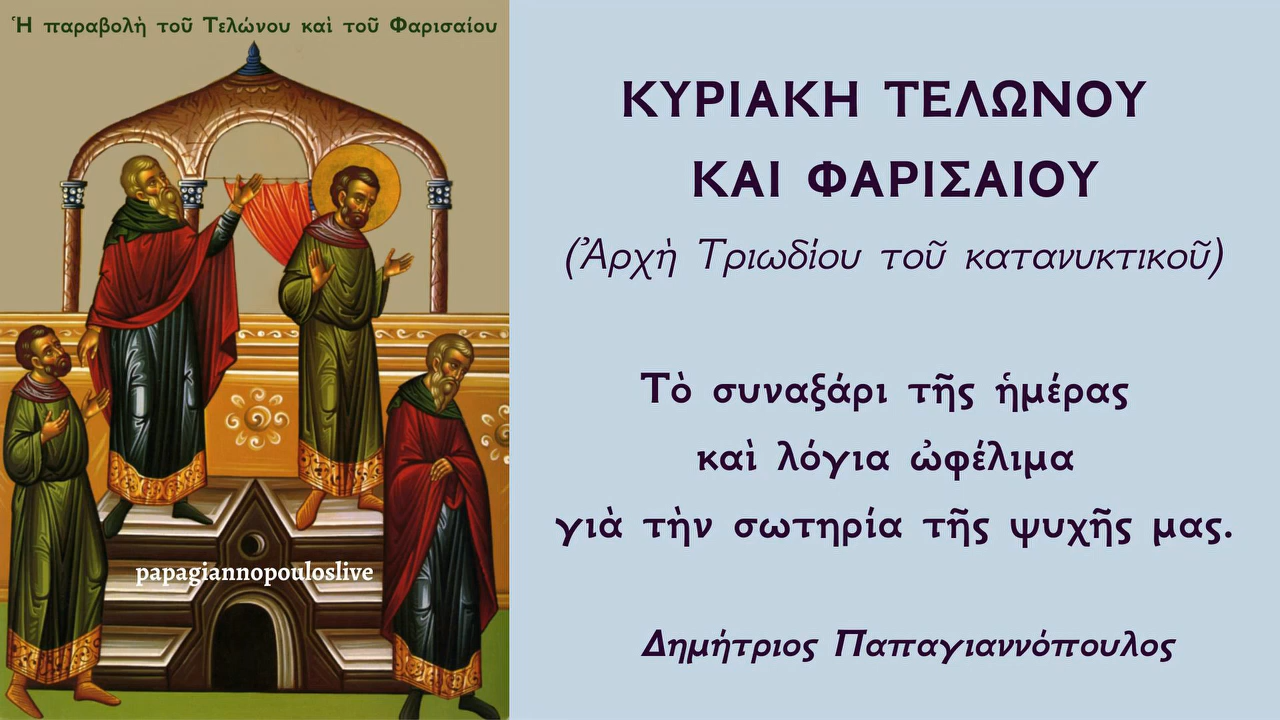 Ἡ παραβολὴ τοῦ Τελώνου καὶ τοῦ Φαρισαίου
papagiannopouloslive
ΚΥΡΙΑΚΗ ΤΕΛΩΝΟΥ
ΚΑΙ ΦΑΡΙΣΑΙΟΥ
(Ἀρχὴ Τριωδίου τοῦ κατανυκτικοῦ)
Τὸ συναξάρι τῆς ἡμέρας
καὶ λόγια ὠφέλιμα
γιὰ τὴν σωτηρία τῆς ψυχῆς μας.
Δημήτριος Παπαγιαννόπουλος